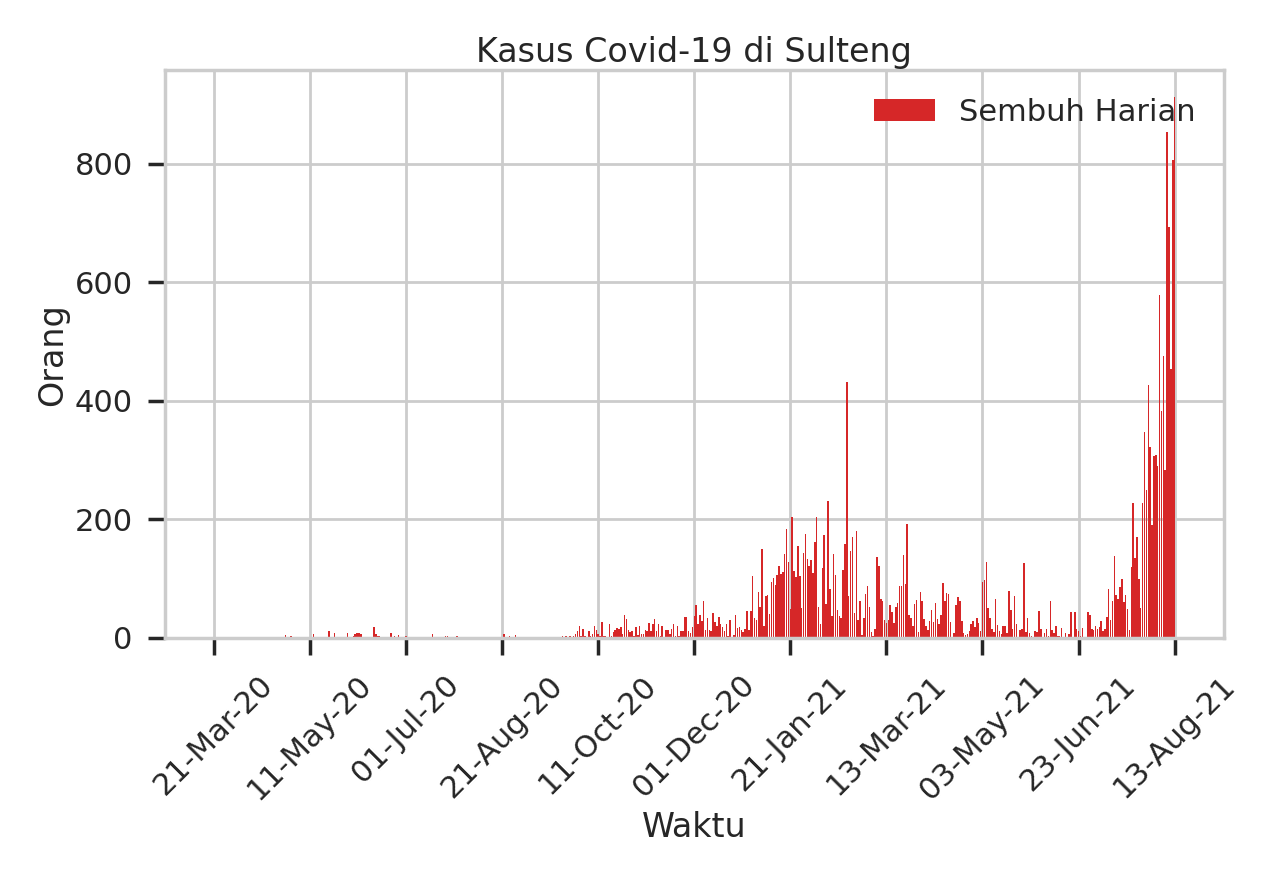 Kasus Covid-19 di Sulteng
Sembuh Harian
Orang
800
600
400
200
0
21-Mar-20
11-May-20
01-Jul-20
21-Aug-20
11-Oct-20
01-Dec-20
21-Jan-21
13-Mar-21
03-May-21
23-Jun-21
13-Aug-21
Waktu